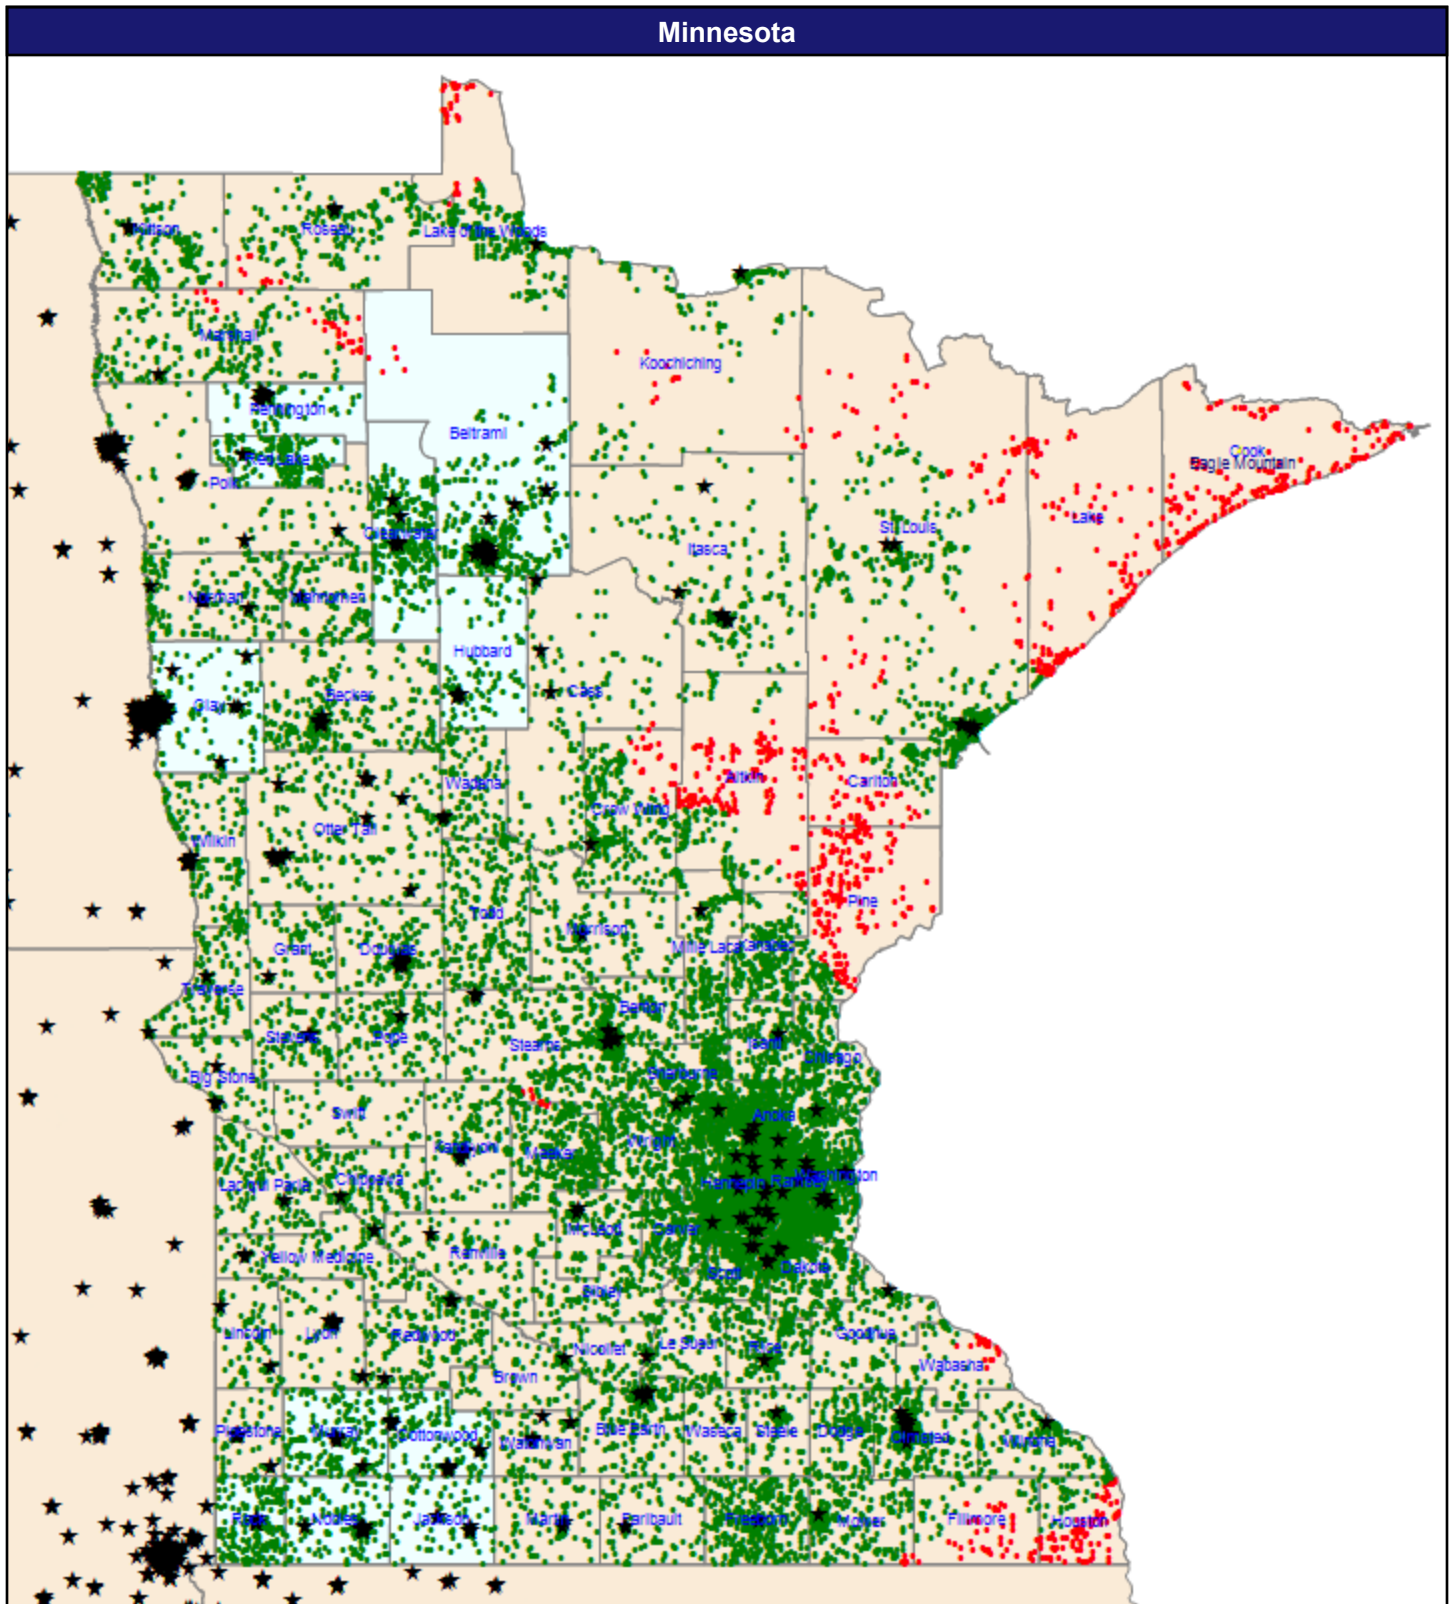 Minnesota
Kittson
Roseau
Lake of the Woods
Marshall
Koochiching
Pennington
Beltrami
Red Lake
Polk
Cook
Eagle Mountain
Clearwater
St. Louis
Lake
Itasca
Norman
Mahnomen
Hubbard
Clay
Becker
Cass
Wadena
Aitkin
Carlton
Crow Wing
Otter Tail
Wilkin
Todd
Pine
Morrison
Grant
Douglas
Mille Lacs
Kanabec
Traverse
Benton
Stevens
Pope
Stearns
Isanti
Chisago
Big Stone
Sherburne
Swift
Anoka
Kandiyohi
Meeker
Wright
Lac qui Parle
Chippewa
Hennepin
Ramsey
Washington
McLeod
Carver
Yellow Medicine
Renville
Scott
Dakota
Sibley
Lincoln
Lyon
Redwood
Nicollet
Le Sueur
Rice
Goodhue
Wabasha
Brown
Pipestone
Murray
Cottonwood
Watonwan
Blue Earth
Waseca
Steele
Dodge
Olmsted
Winona
Rock
Nobles
Jackson
Martin
Faribault
Freeborn
Mower
Fillmore
Houston